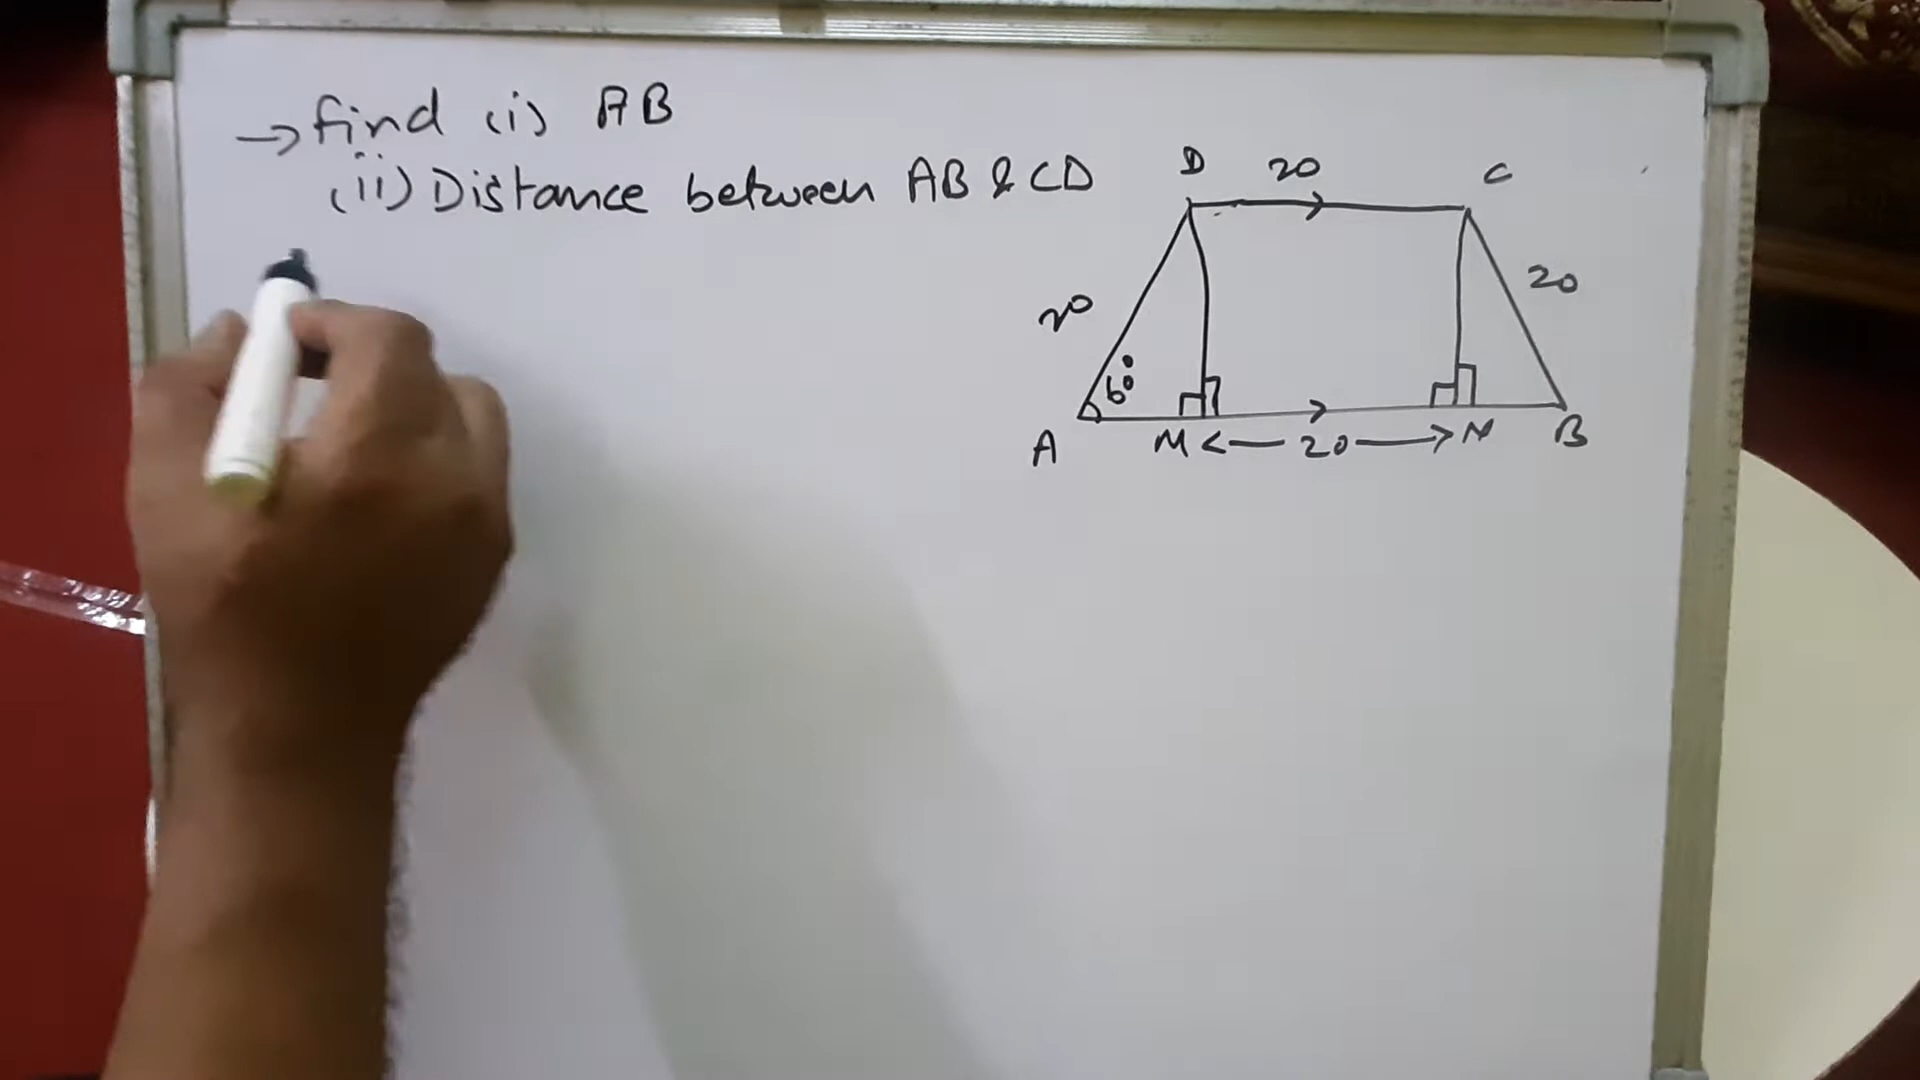 → find (i) AB
(ii) Distance between AB & CD
D 20 C
20
20
60°
A M <— 20 —> N B